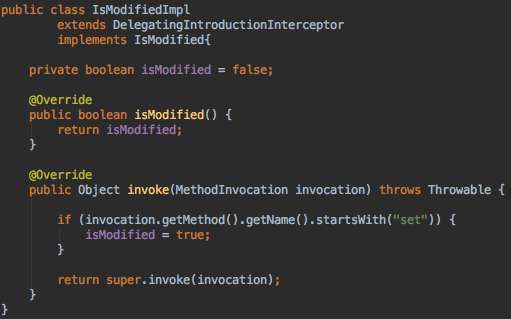 public class IsModifiedImpl
extends DelegatingIntroductionInterceptor
implements IsModified{
private boolean isModified = false;
@Override
public boolean isModified() {
return isModified;
}
@Override
public Object invoke(MethodInvocation invocation) throws Throwable {
if (invocation.getMethod().getName().startsWith("set")) {
isModified = true;
}
return super.invoke(invocation);
}
}